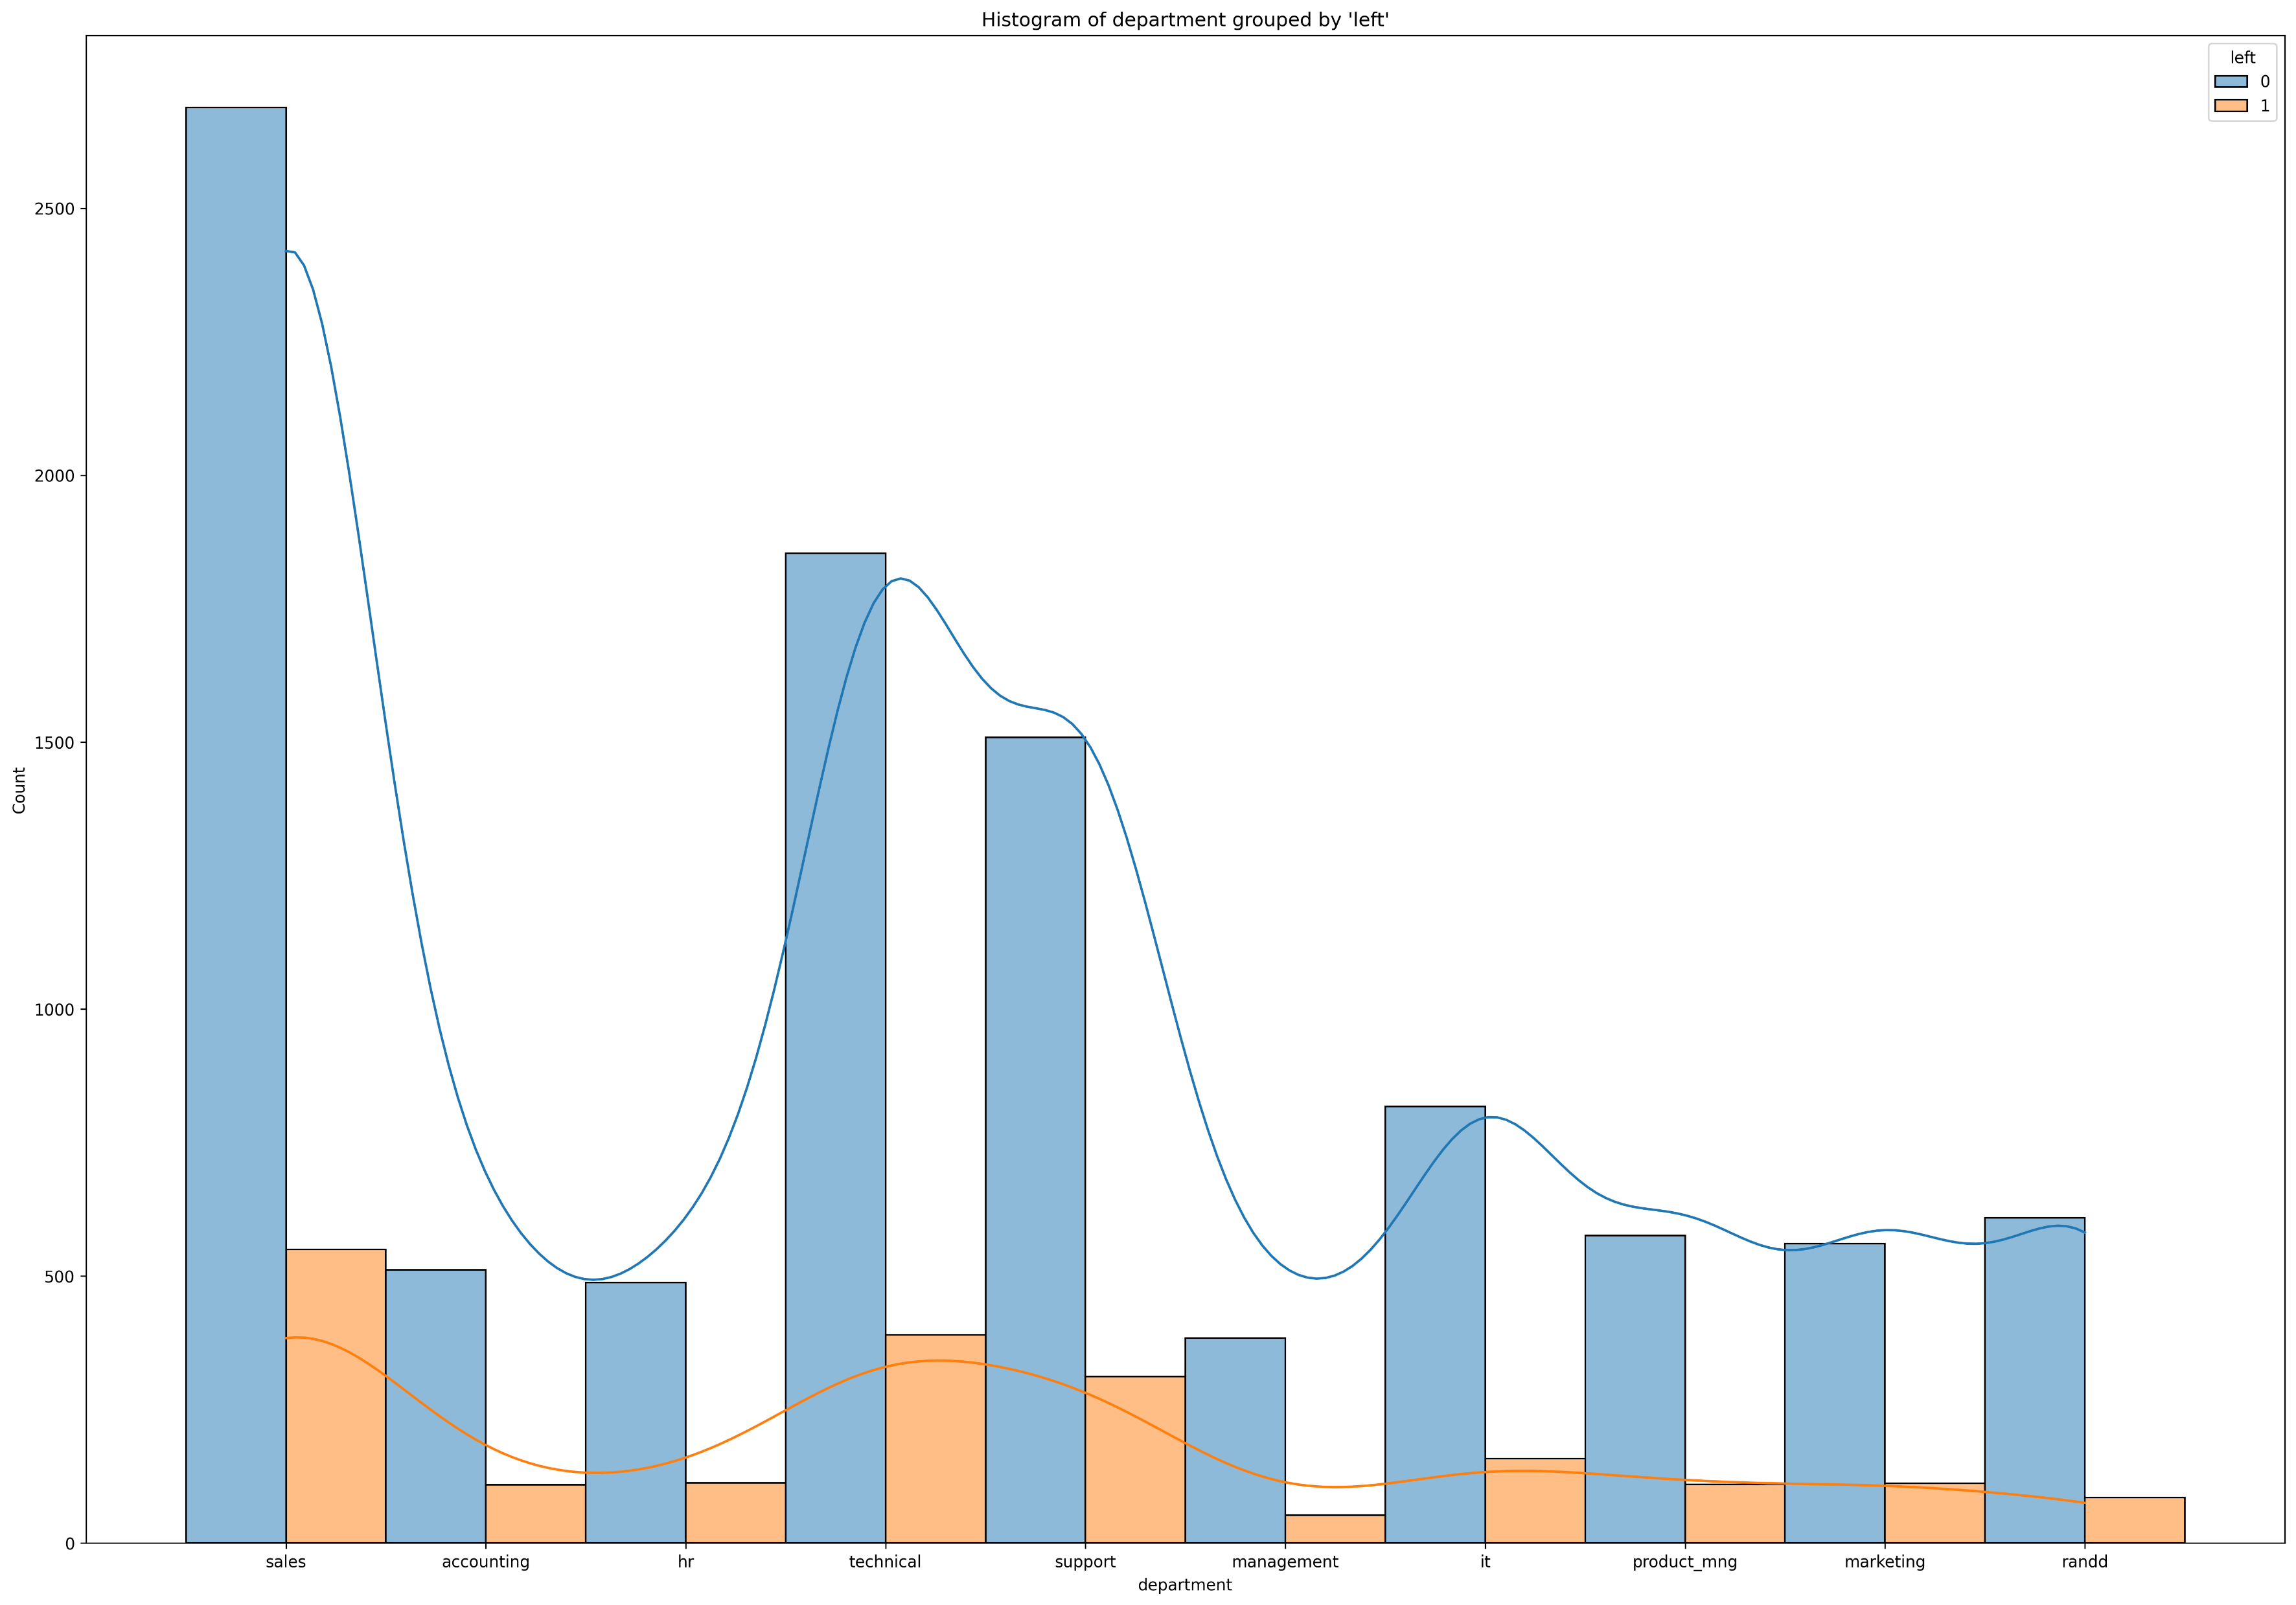 Histogram of department grouped by 'left'
left
0
1
2500
2000
1500
1000
500
0
Count
sales accounting hr technical support management it product_mng marketing randd
department